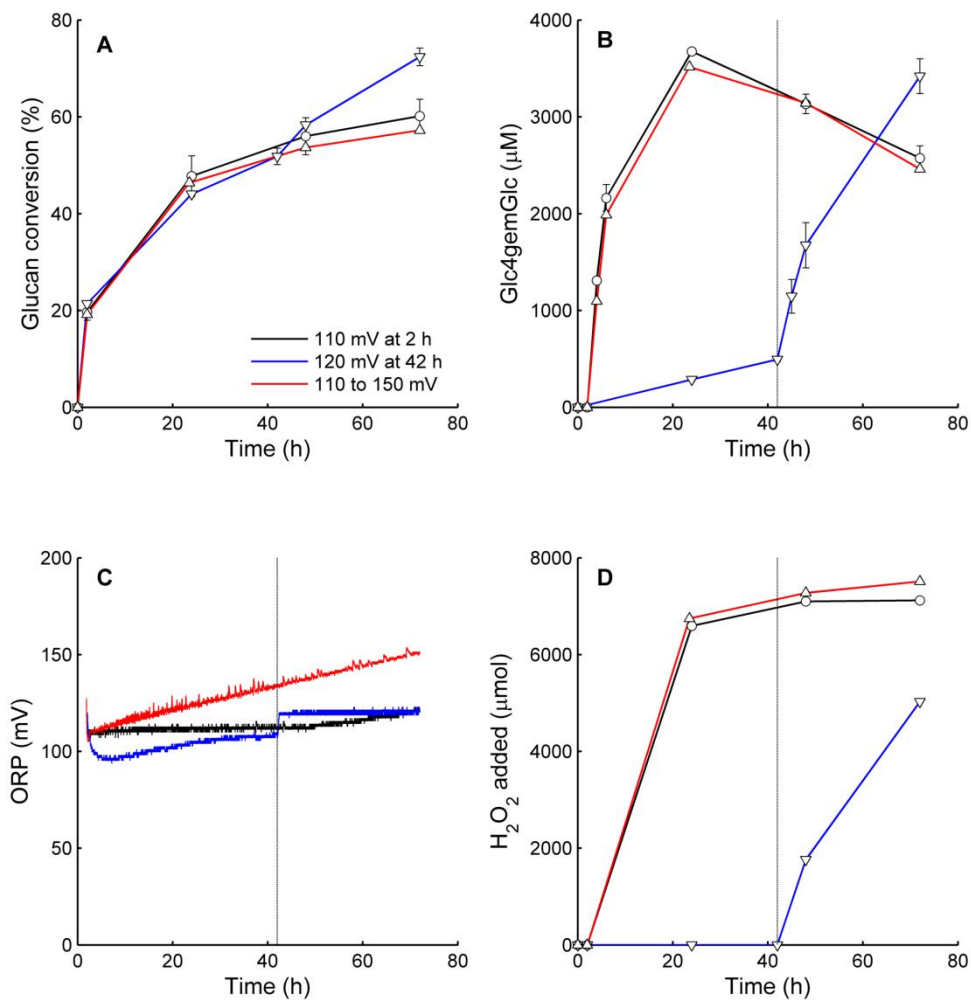 A
80
60
40
20
0
Glucan conversion (%)
110 mV at 2 h
120 mV at 42 h
110 to 150 mV
0 20 40 60 80
Time (h)
B
4000
3000
2000
1000
0
Glc4gemGlc (μM)
0 20 40 60 80
Time (h)
C
200
150
100
50
0
ORP (mV)
0 20 40 60 80
Time (h)
D
8000
6000
4000
2000
0
H₂O₂ added (μmol)
0 20 40 60 80
Time (h)